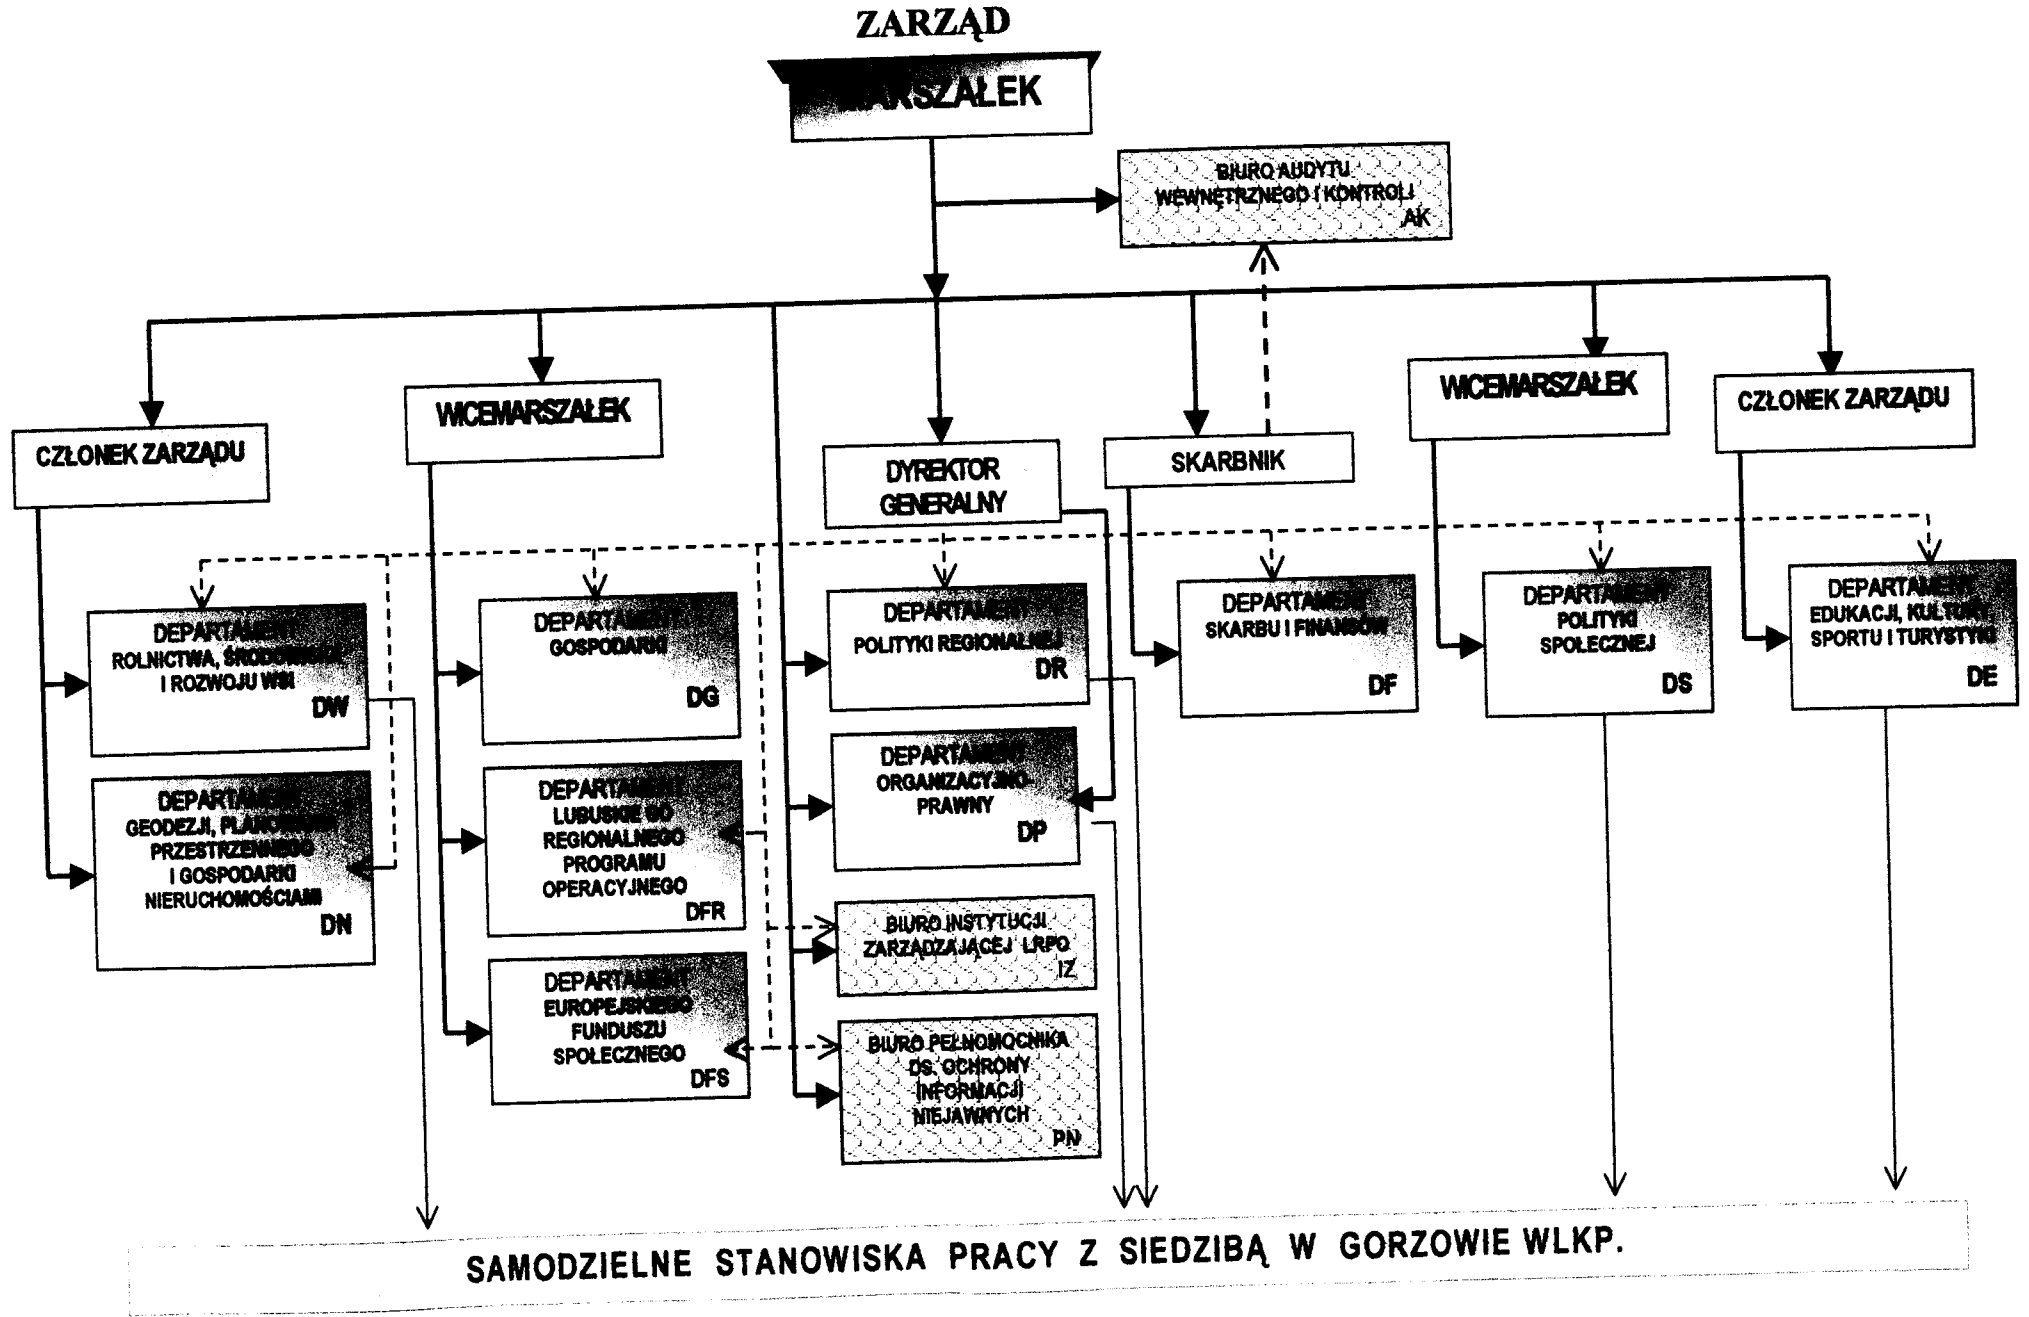 ZARZĄD
MARSZAŁEK
BIURO AUDYTU
WEWNĘTRZNEGO I KONTROLI
AK
CZŁONEK ZARZĄDU
WICEMARSZAŁEK
DYREKTOR
GENERALNY
SKARBNIK
WICEMARSZAŁEK
CZŁONEK ZARZĄDU
DEPARTAMENT
ROLNICTWA, ŚRODOWISKA
I ROZWOJU WSI
DW
DEPARTAMENT
GEODEZJI, PLANOWANIA
PRZESTRZENNEGO
I GOSPODARKI
NIERUCHOMOŚCIAMI
DN
DEPARTAMENT
GOSPODARKI
DG
DEPARTAMENT
LUBUSKIE GO
REGIONALNEGO
PROGRAMU
OPERACYJNEGO
DFR
DEPARTAMENT
EUROPEJSKIEGO
FUNDUSZU
SPOŁECZNEGO
DFS
DEPARTAMENT
POLITYKI REGIONALNEJ
DR
DEPARTAMENT
ORGANIZACYJNO-
PRAWNY
DP
BIURO INSTYTUCJI
ZARZĄDZAJĄCEJ LRPO
IZ
BIURO PEŁNOMOCNIKA
DS. OCHRONY
INFORMACJI
NIEJAWNYCH
PN
DEPARTAMENT
SKARBU I FINANSÓW
DF
DEPARTAMENT
POLITYKI
SPOŁECZNEJ
DS
DEPARTAMENT
EDUKACJI, KULTURY
SPORTU I TURYSTYKI
DE
SAMODZIELNE STANOWISKA PRACY Z SIEDZIBĄ W GORZOWIE WLKP.